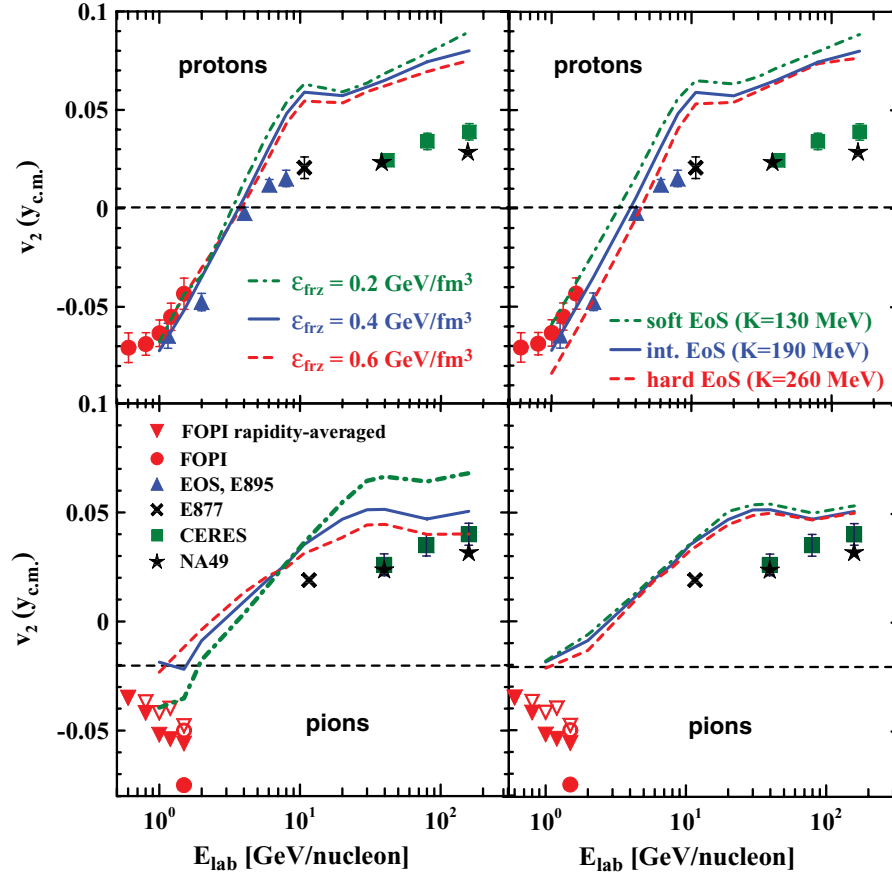 0.1
0.05
0
-0.05
0.1
0.05
0
-0.05
v₂ (y_c.m.)
v₂ (y_c.m.)
protons
ε_frz = 0.2 GeV/fm³
ε_frz = 0.4 GeV/fm³
ε_frz = 0.6 GeV/fm³
protons
soft EoS (K=130 MeV)
int. EoS (K=190 MeV)
hard EoS (K=260 MeV)
FOPI rapidity-averaged
FOPI
EOS, E895
E877
CERES
NA49
pions
pions
10⁰ 10¹ 10²
10⁰ 10¹ 10²
E_lab [GeV/nucleon]
E_lab [GeV/nucleon]